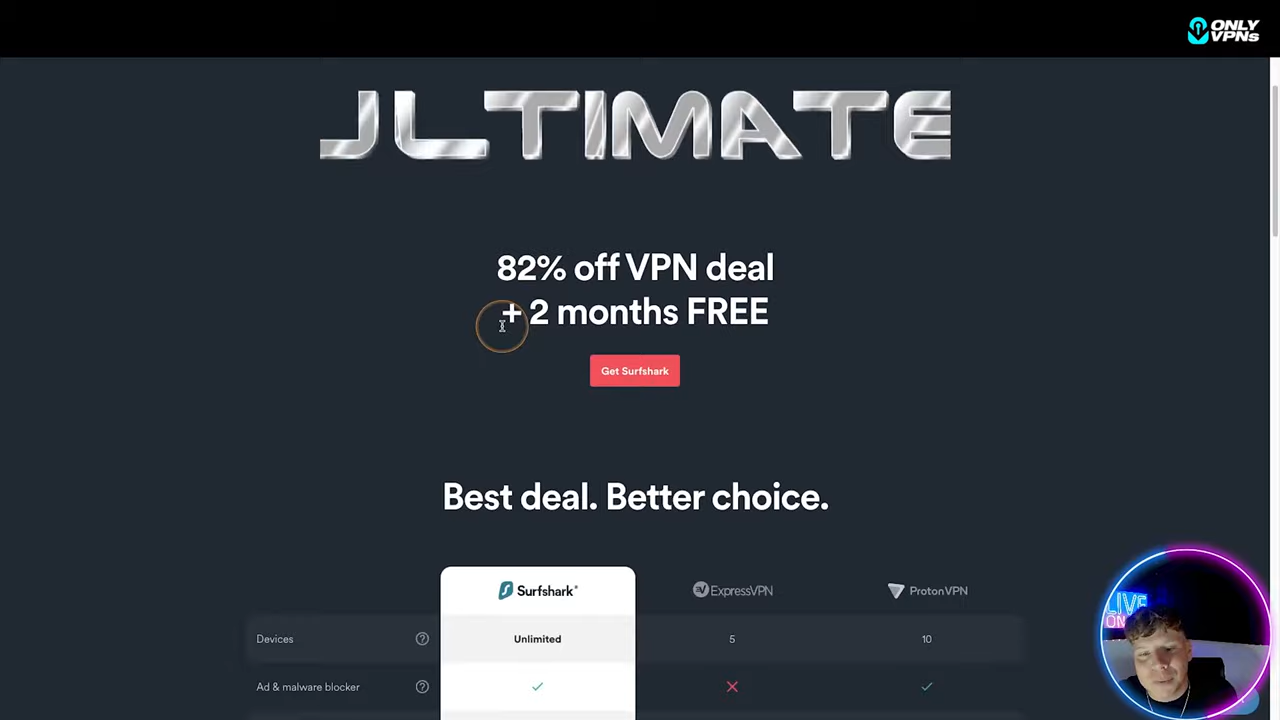 ONLY
VPNs
JLTIMATE
82% off VPN deal
+ 2 months FREE
Get Surfshark
Best deal. Better choice.
Surfshark® ExpressVPN ProtonVPN
Devices ? Unlimited 5 10
Ad & malware blocker ?
LIVE
ON